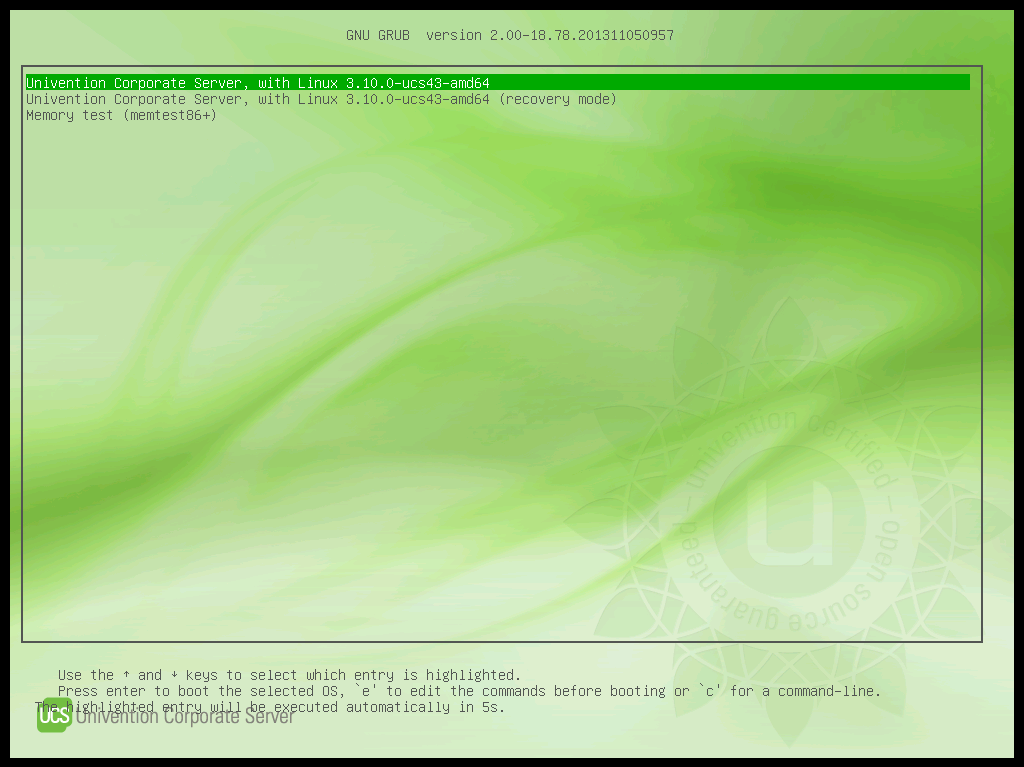 GNU GRUB  version 2.00-18.78.201311050957
Univention Corporate Server, with Linux 3.10.0-ucs43-amd64
Univention Corporate Server, with Linux 3.10.0-ucs43-amd64 (recovery mode)
Memory test (memtest86+)
univention certified – open source guaranteed –
u
Use the ↑ and ↓ keys to select which entry is highlighted.
Press enter to boot the selected OS, `e' to edit the commands before booting or `c' for a command-line.
The highlighted entry will be executed automatically in 5s.
UCS Univention Corporate Server